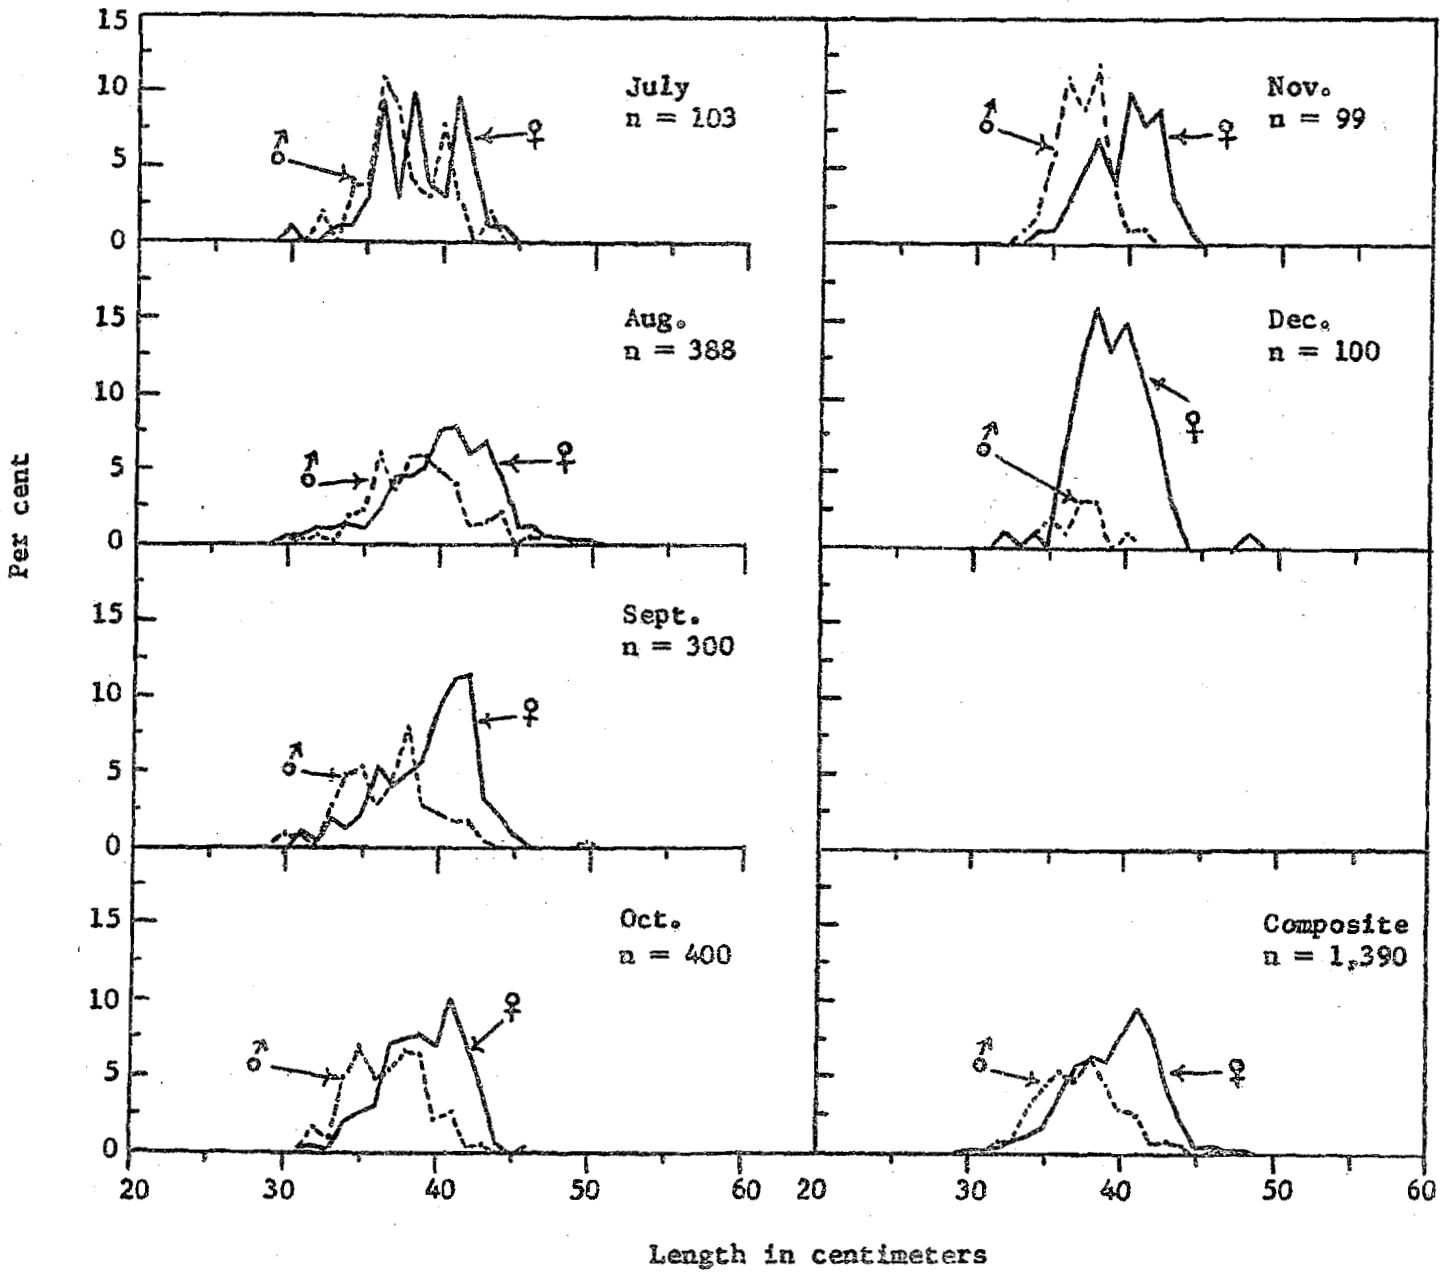 15
10
5
0
July
n = 103
♂
♀
Nov.
n = 99
♂
♀
15
10
5
0
Aug.
n = 388
♂
♀
Dec.
n = 100
♂
♀
Per cent
15
10
5
0
Sept.
n = 300
♂
♀
15
10
5
0
Oct.
n = 400
♂
♀
Composite
n = 1,390
♂
♀
20 30 40 50 60 20 30 40 50 60
Length in centimeters